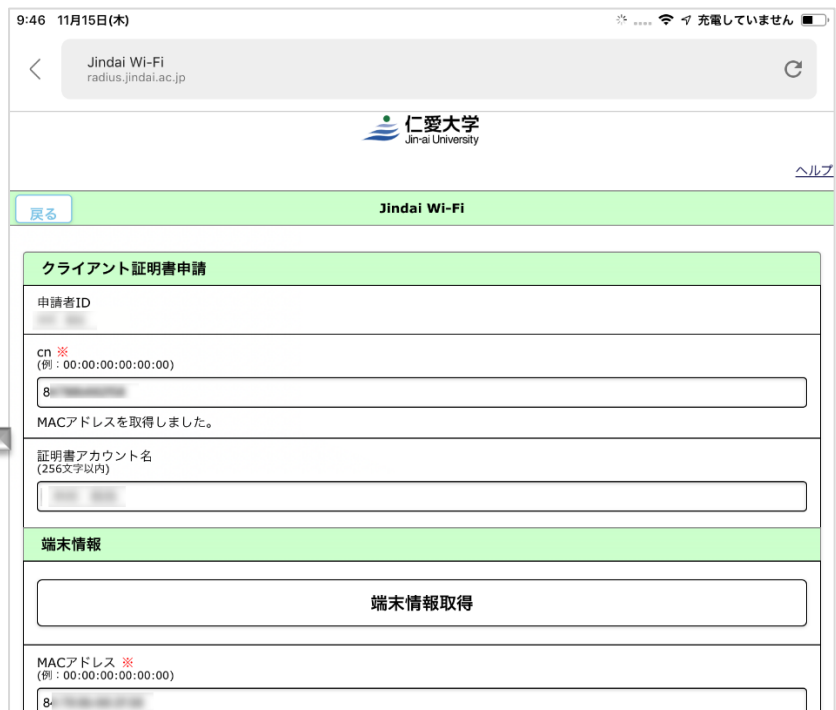 9:46 11月15日(木)
充電していません
Jindai Wi-Fi
radius.jindai.ac.jp
仁愛大学
Jin-ai University
ヘルプ
戻る
Jindai Wi-Fi
クライアント証明書申請
申請者ID
cn ※
(例：00:00:00:00:00:00)
8
MACアドレスを取得しました。
証明書アカウント名
(256文字以内)
端末情報
端末情報取得
MACアドレス ※
(例：00:00:00:00:00:00)
84